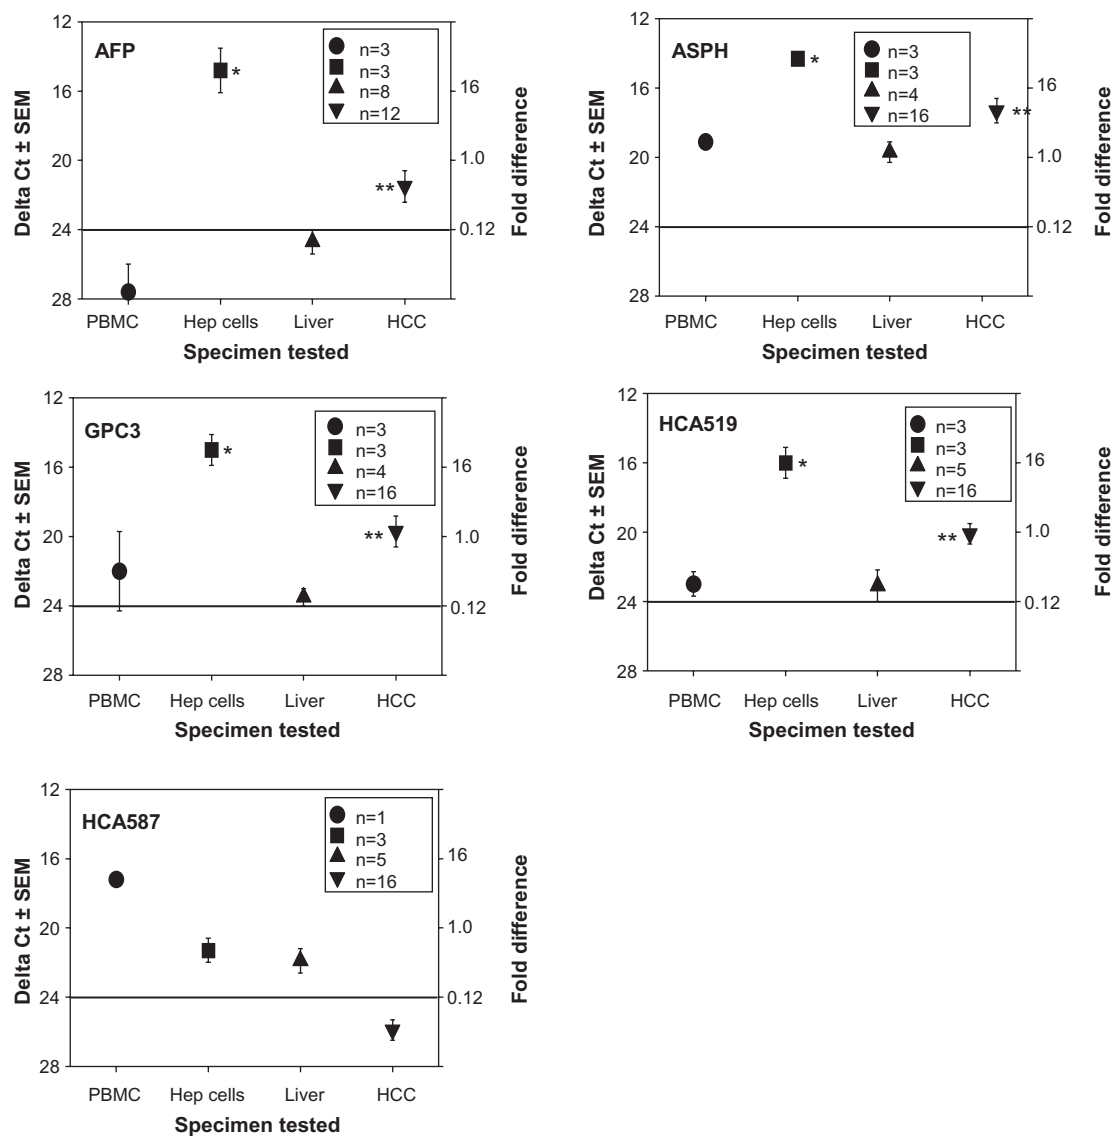 AFP
Delta Ct ± SEM
12
16
20
24
28
n=3
n=3
n=8
n=12
*
**
16
1.0
0.12
Fold difference
PBMC Hep cells Liver HCC
Specimen tested
ASPH
Delta Ct ± SEM
12
16
20
24
28
n=3
n=3
n=4
n=16
*
**
16
1.0
0.12
Fold difference
PBMC Hep cells Liver HCC
Specimen tested
GPC3
Delta Ct ± SEM
12
16
20
24
28
n=3
n=3
n=4
n=16
*
**
16
1.0
0.12
Fold difference
PBMC Hep cells Liver HCC
Specimen tested
HCA519
Delta Ct ± SEM
12
16
20
24
28
n=3
n=3
n=5
n=16
*
**
16
1.0
0.12
Fold difference
PBMC Hep cells Liver HCC
Specimen tested
HCA587
Delta Ct ± SEM
12
16
20
24
28
n=1
n=3
n=5
n=16
16
1.0
0.12
Fold difference
PBMC Hep cells Liver HCC
Specimen tested